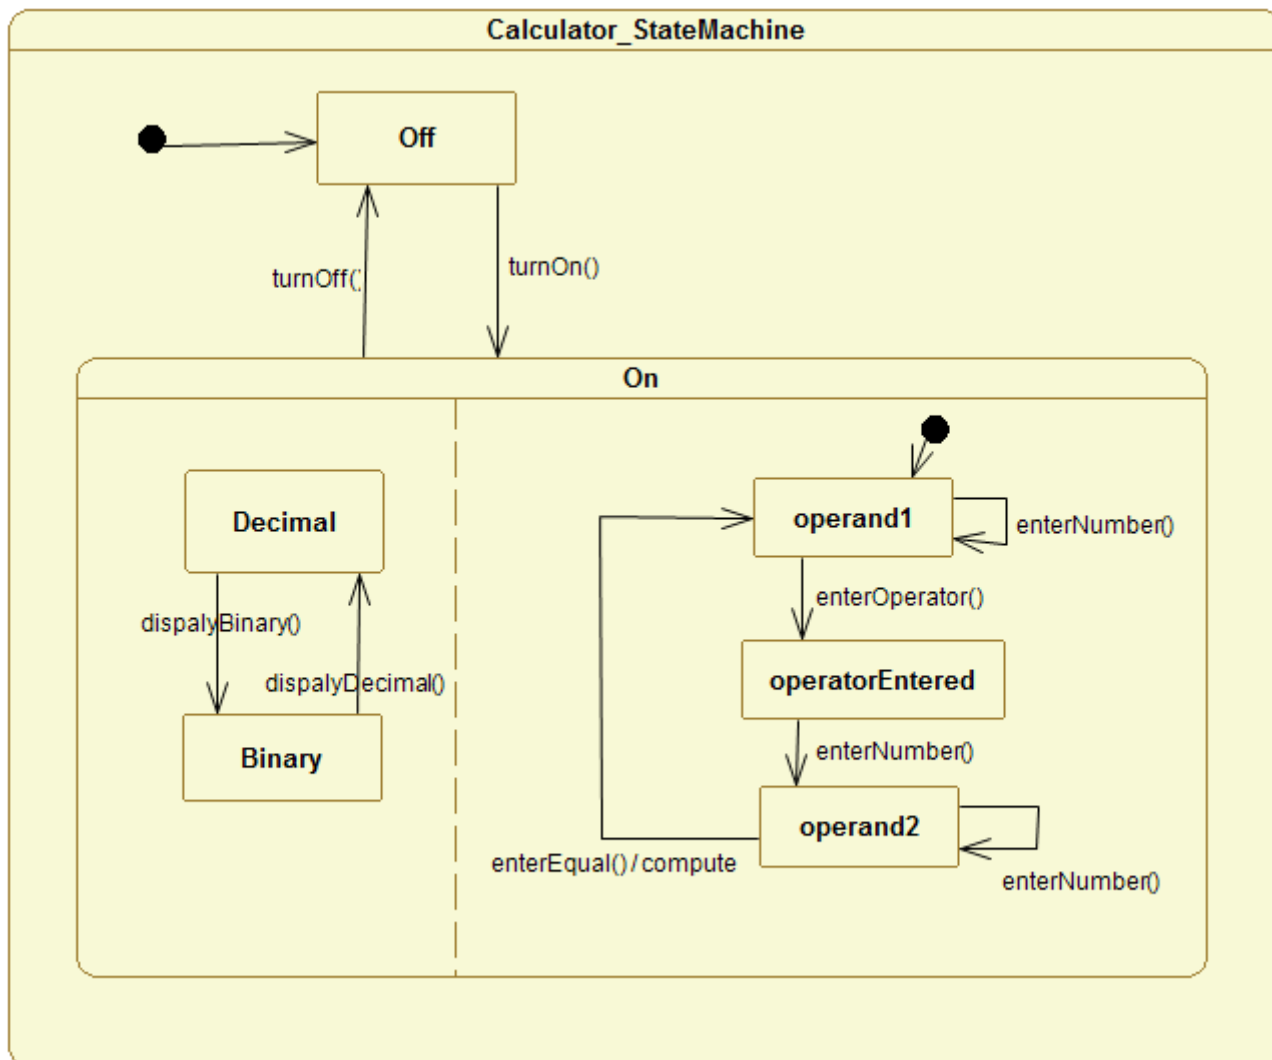 Calculator_StateMachine
Off
turnOff()
turnOn()
On
Decimal
operand1
enterNumber()
dispalyBinary()
enterOperator()
dispalyDecimal()
operatorEntered
Binary
enterNumber()
operand2
enterEqual() / compute
enterNumber()